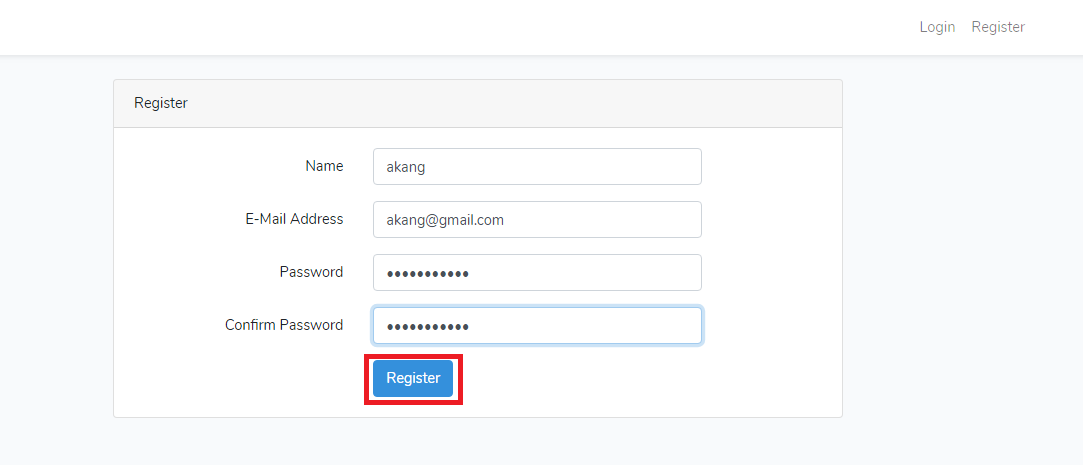 Login Register
Register
Name akang
E-Mail Address akang@gmail.com
Password •••••••••••
Confirm Password •••••••••••
Register